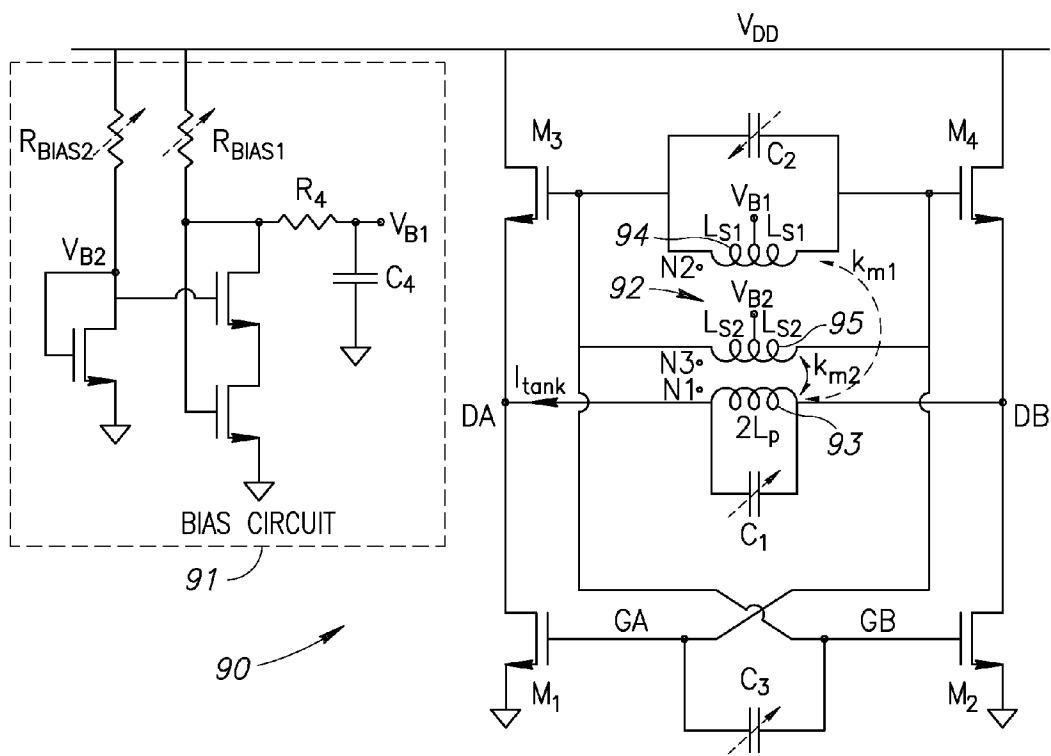 V_DD
R_BIAS2
R_BIAS1
R_4
V_B2
V_B1
C_4
BIAS CIRCUIT
91
90
M_3
M_4
C_2
V_B1
L_S1 L_S1
94
N2
k_m1
92
V_B2
L_S2 L_S2
95
N3
N1
k_m2
I_tank
DA
DB
2L_p
93
C_1
GA
GB
C_3
M_1
M_2